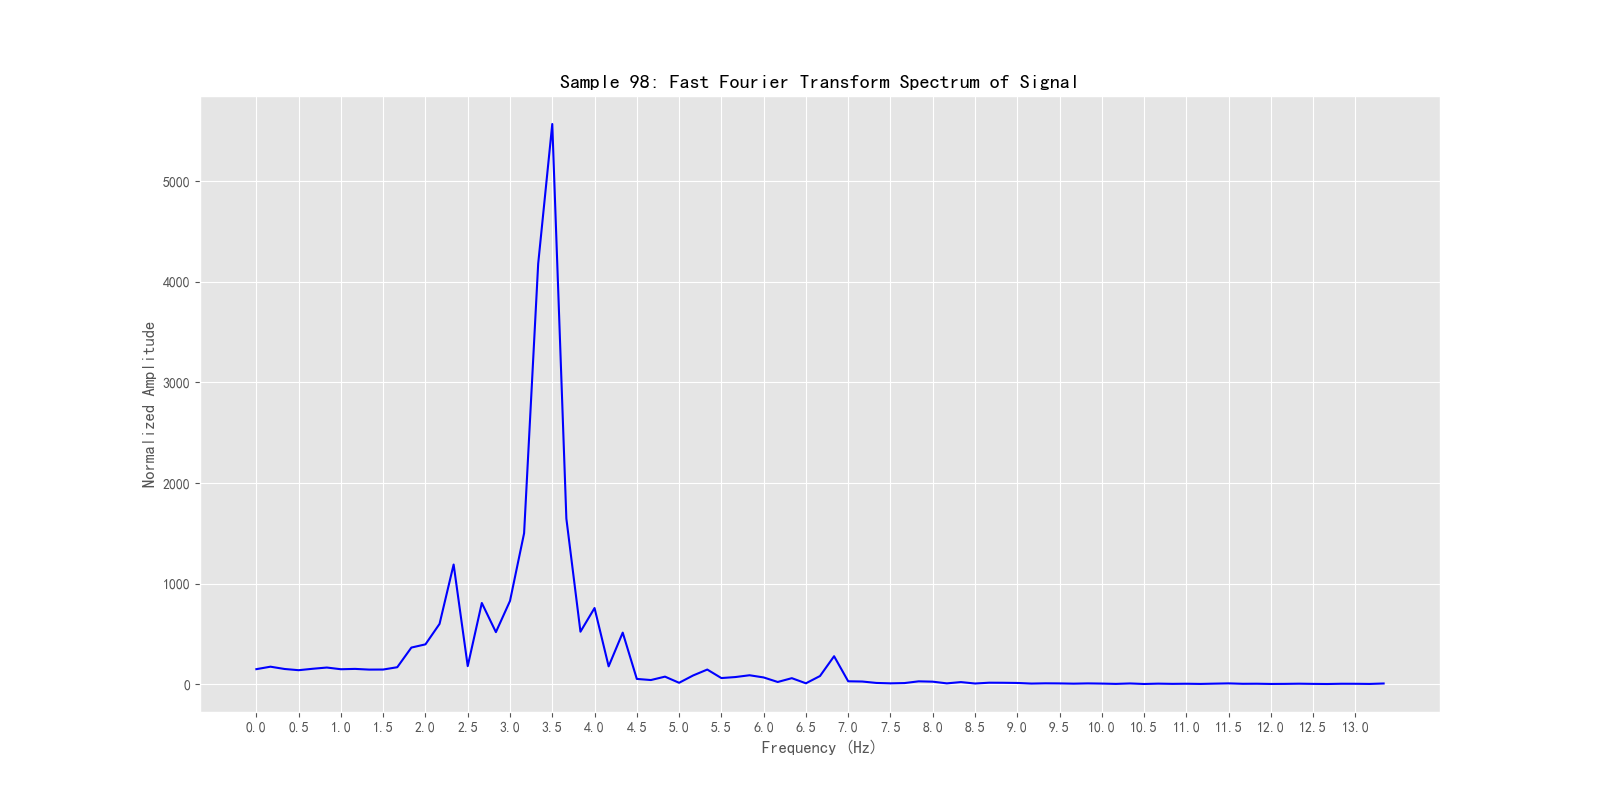 Sample 98: Fast Fourier Transform Spectrum of Signal
Normalized Amplitude
5000
4000
3000
2000
1000
0
0.0 0.5 1.0 1.5 2.0 2.5 3.0 3.5 4.0 4.5 5.0 5.5 6.0 6.5 7.0 7.5 8.0 8.5 9.0 9.5 10.0 10.5 11.0 11.5 12.0 12.5 13.0
Frequency (Hz)